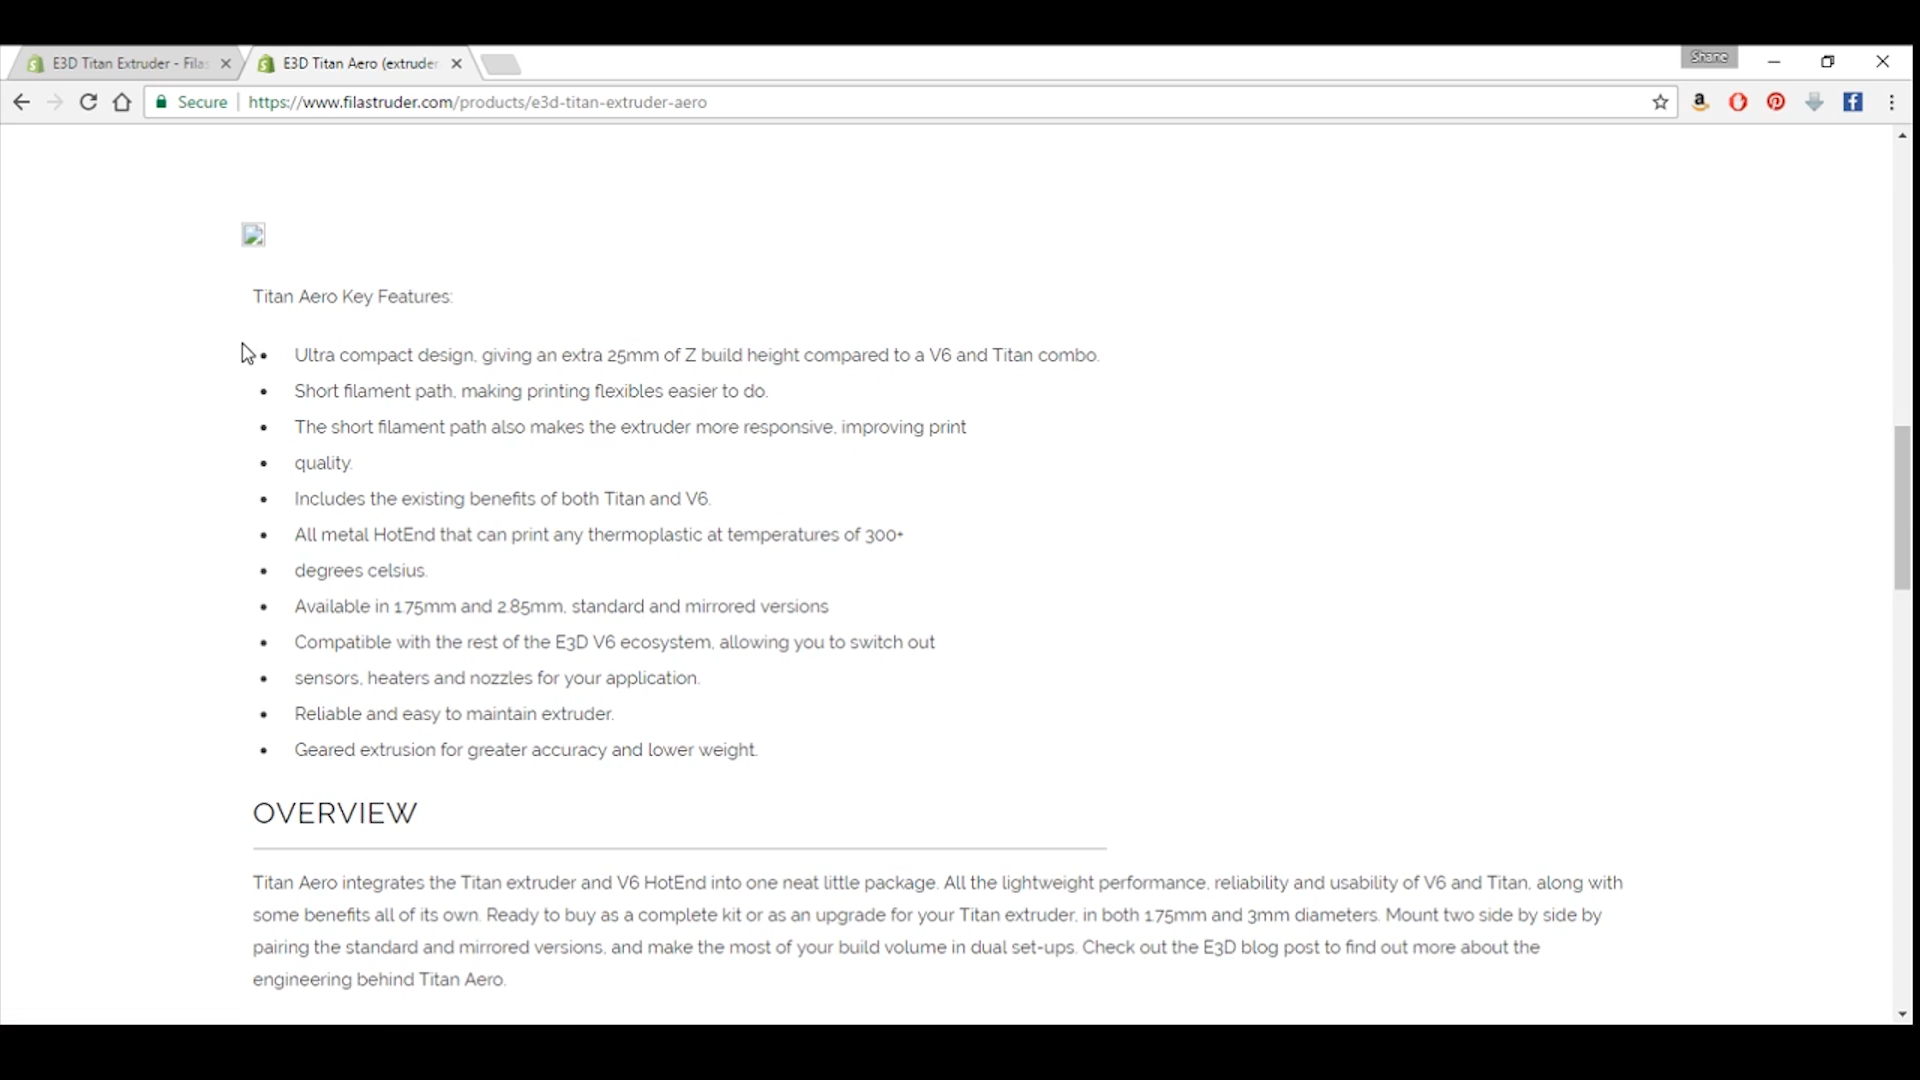 E3D Titan Extruder - Filas
E3D Titan Aero (extruder
Shane
Secure
https://www.filastruder.com/products/e3d-titan-extruder-aero
Titan Aero Key Features:
• Ultra compact design, giving an extra 25mm of Z build height compared to a V6 and Titan combo.
• Short filament path, making printing flexibles easier to do.
• The short filament path also makes the extruder more responsive, improving print
• quality.
• Includes the existing benefits of both Titan and V6.
• All metal HotEnd that can print any thermoplastic at temperatures of 300+
• degrees celsius.
• Available in 1.75mm and 2.85mm, standard and mirrored versions
• Compatible with the rest of the E3D V6 ecosystem, allowing you to switch out
• sensors, heaters and nozzles for your application.
• Reliable and easy to maintain extruder.
• Geared extrusion for greater accuracy and lower weight.
OVERVIEW
Titan Aero integrates the Titan extruder and V6 HotEnd into one neat little package. All the lightweight performance, reliability and usability of V6 and Titan, along with
some benefits all of its own. Ready to buy as a complete kit or as an upgrade for your Titan extruder, in both 1.75mm and 3mm diameters. Mount two side by side by
pairing the standard and mirrored versions, and make the most of your build volume in dual set-ups. Check out the E3D blog post to find out more about the
engineering behind Titan Aero.